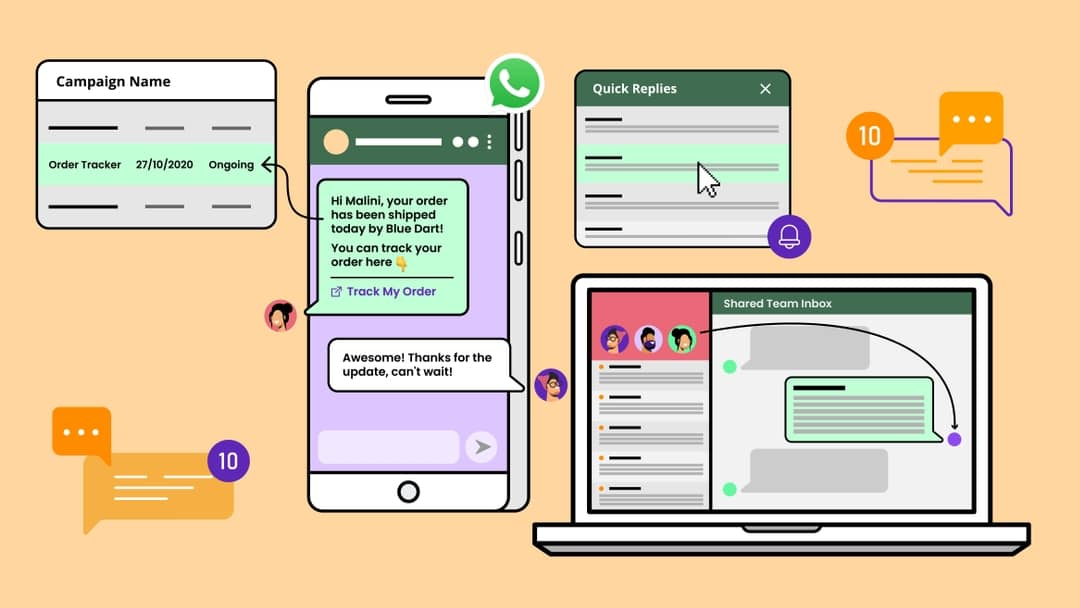 Campaign Name
Order Tracker 27/10/2020 Ongoing
Hi Malini, your order
has been shipped
today by Blue Dart!
You can track your
order here 👇
Track My Order
Awesome! Thanks for the
update, can't wait!
10
Quick Replies
10
Shared Team Inbox